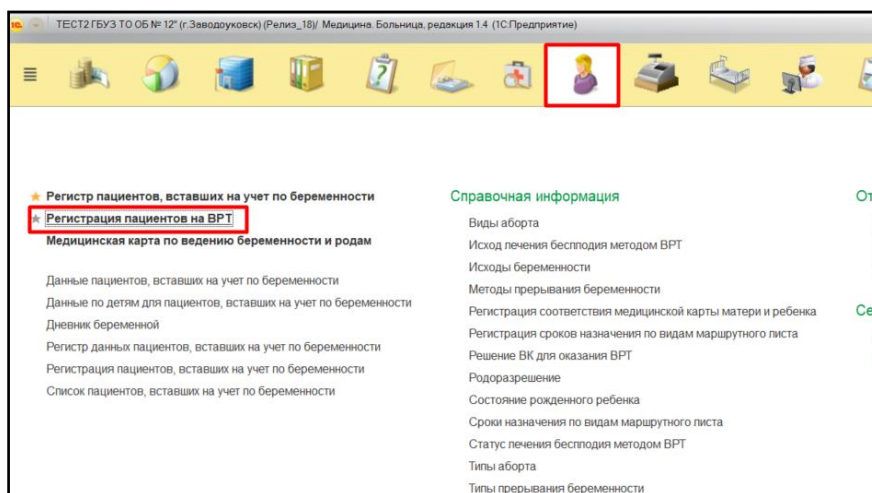 1С ТЕСТ2 ГБУЗ ТО ОБ № 12" (г.Заводоуковск) (Релиз_18)/ Медицина. Больница, редакция 1.4 (1С:Предприятие)
Регистр пациентов, вставших на учет по беременности
Регистрация пациентов на ВРТ
Медицинская карта по ведению беременности и родам
Данные пациентов, вставших на учет по беременности
Данные по детям для пациентов, вставших на учет по беременности
Дневник беременной
Регистр данных пациентов, вставших на учет по беременности
Регистрация пациентов, вставших на учет по беременности
Список пациентов, вставших на учет по беременности
Справочная информация
Виды аборта
Исход лечения бесплодия методом ВРТ
Исходы беременности
Методы прерывания беременности
Регистрация соответствия медицинской карты матери и ребенка
Регистрация сроков назначения по видам маршрутного листа
Решение ВК для оказания ВРТ
Родоразрешение
Состояние рожденного ребенка
Сроки назначения по видам маршрутного листа
Статус лечения бесплодия методом ВРТ
Типы аборта
Типы прерывания беременности
От
Се